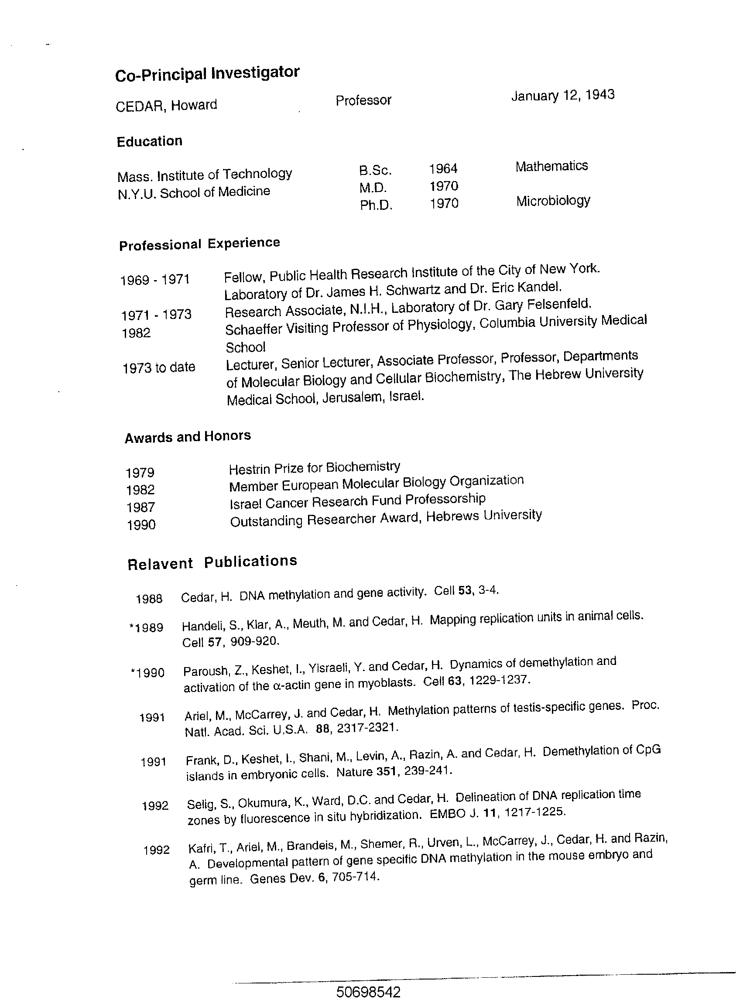 Co-Principal Investigator
CEDAR, Howard Professor January 12, 1943
Education
Mass. Institute of Technology B.Sc. 1964 Mathematics
N.Y.U. School of Medicine M.D. 1970
Ph.D. 1970 Microbiology
Professional Experience
1969 - 1971 Fellow, Public Health Research Institute of the City of New York.
Laboratory of Dr. James H. Schwartz and Dr. Eric Kandel.
1971 - 1973 Research Associate, N.I.H., Laboratory of Dr. Gary Felsenfeld.
1982 Schaeffer Visiting Professor of Physiology, Columbia University Medical
School
1973 to date Lecturer, Senior Lecturer, Associate Professor, Professor, Departments
of Molecular Biology and Cellular Biochemistry, The Hebrew University
Medical School, Jerusalem, Israel.
Awards and Honors
1979 Hestrin Prize for Biochemistry
1982 Member European Molecular Biology Organization
1987 Israel Cancer Research Fund Professorship
1990 Outstanding Researcher Award, Hebrews University
Relavent Publications
1988 Cedar, H. DNA methylation and gene activity. Cell 53, 3-4.
*1989 Handeli, S., Klar, A., Meuth, M. and Cedar, H. Mapping replication units in animal cells.
Cell 57, 909-920.
*1990 Paroush, Z., Keshet, I., Yisraeli, Y. and Cedar, H. Dynamics of demethylation and
activation of the α-actin gene in myoblasts. Cell 63, 1229-1237.
1991 Ariel, M., McCarrey, J. and Cedar, H. Methylation patterns of testis-specific genes. Proc.
Natl. Acad. Sci. U.S.A. 88, 2317-2321.
1991 Frank, D., Keshet, I., Shani, M., Levin, A., Razin, A. and Cedar, H. Demethylation of CpG
islands in embryonic cells. Nature 351, 239-241.
1992 Selig, S., Okumura, K., Ward, D.C. and Cedar, H. Delineation of DNA replication time
zones by fluorescence in situ hybridization. EMBO J. 11, 1217-1225.
1992 Kafri, T., Ariel, M., Brandeis, M., Shemer, R., Urven, L., McCarrey, J., Cedar, H. and Razin,
A. Developmental pattern of gene specific DNA methylation in the mouse embryo and
germ line. Genes Dev. 6, 705-714.
50698542